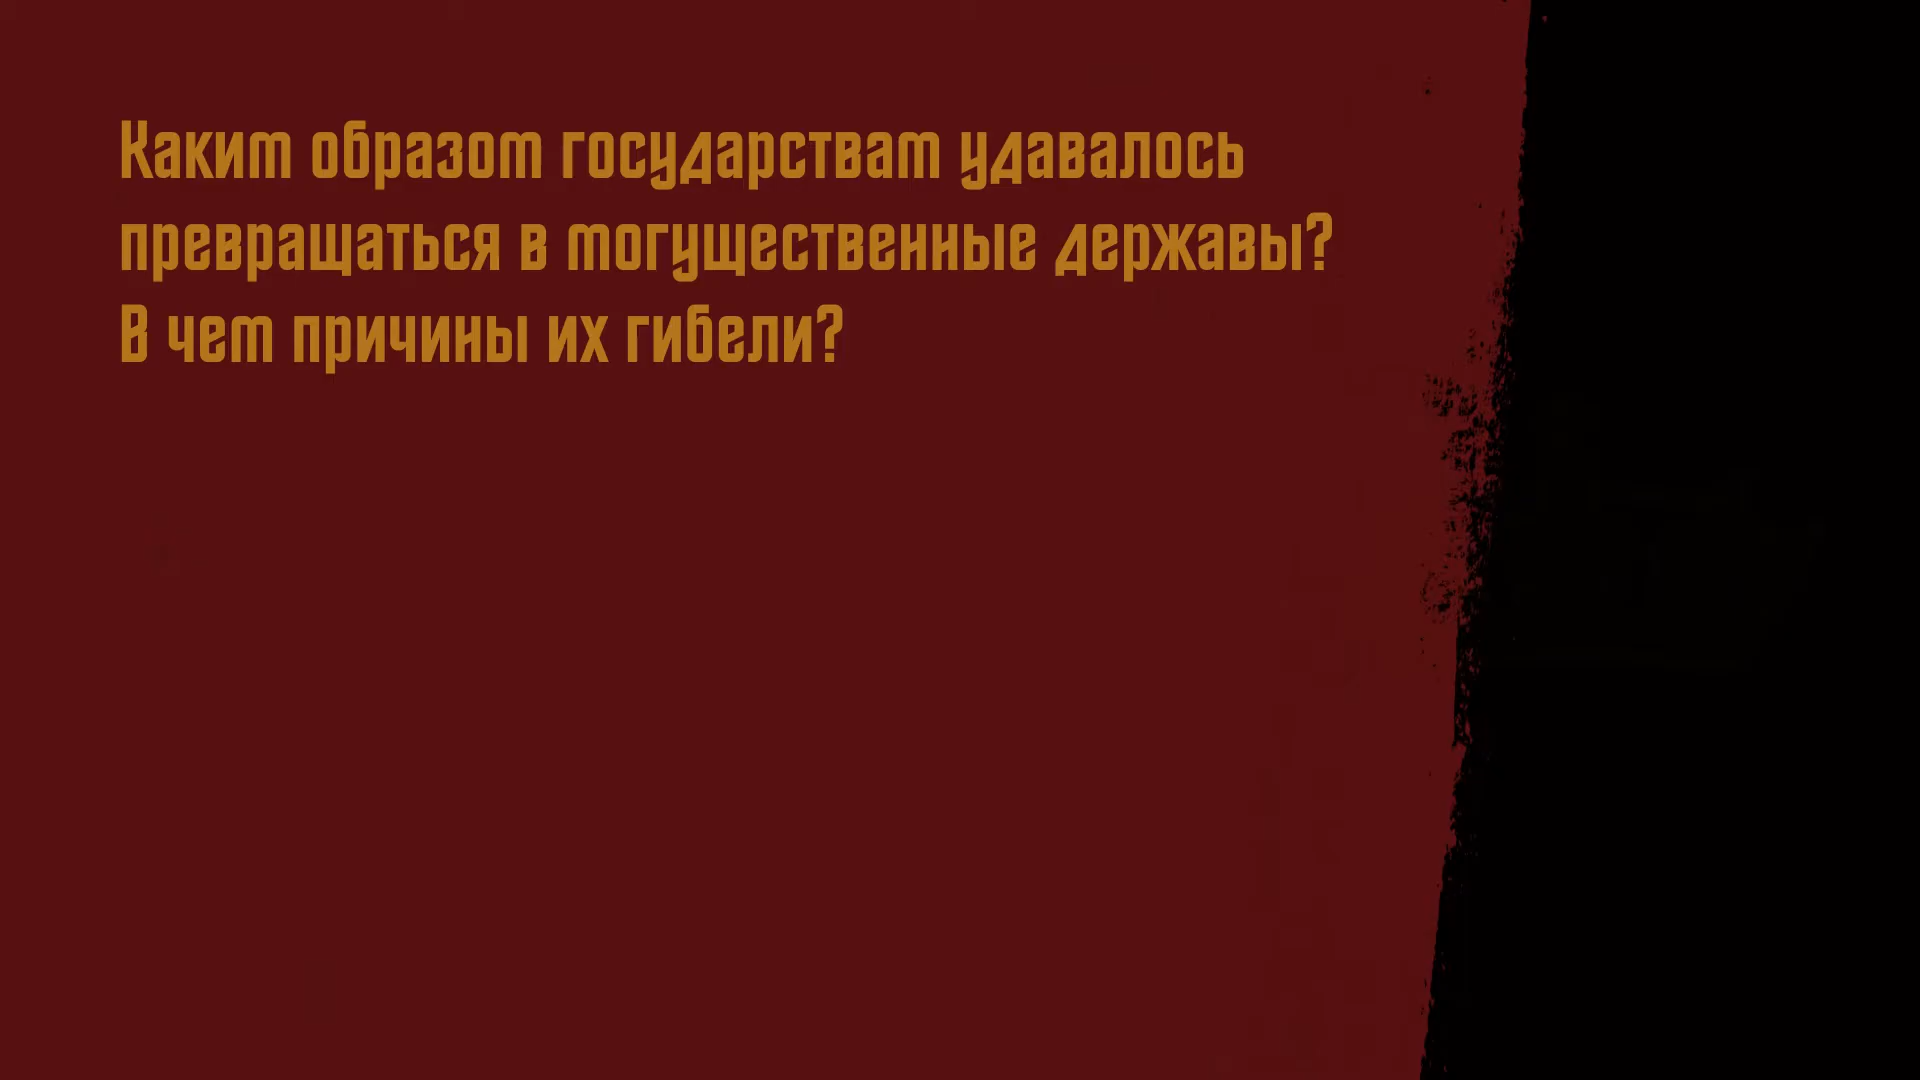 Каким образом государствам удавалось
превращаться в могущественные державы?
В чем причины их гибели?